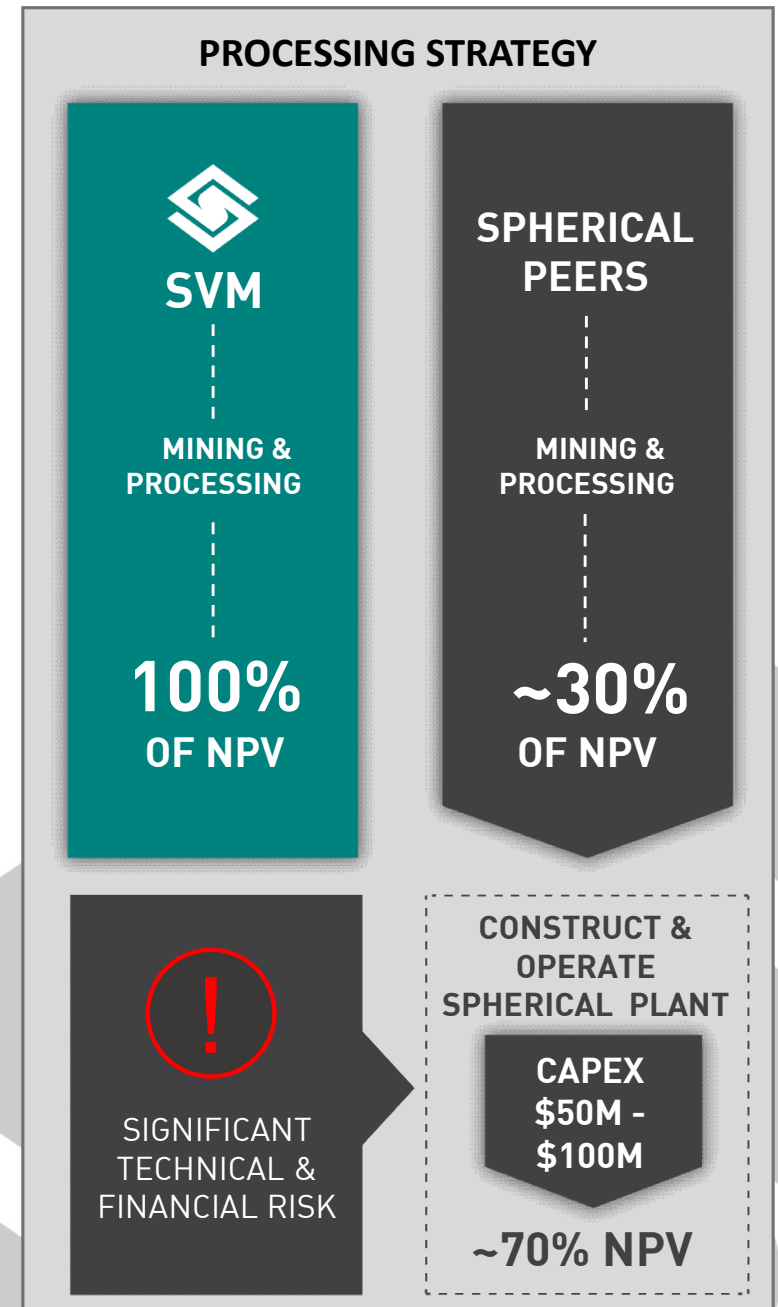 PROCESSING STRATEGY
SVM
MINING &
PROCESSING
100%
OF NPV
SPHERICAL
PEERS
MINING &
PROCESSING
~30%
OF NPV
!
SIGNIFICANT
TECHNICAL &
FINANCIAL RISK
CONSTRUCT &
OPERATE
SPHERICAL PLANT
CAPEX
$50M -
$100M
~70% NPV